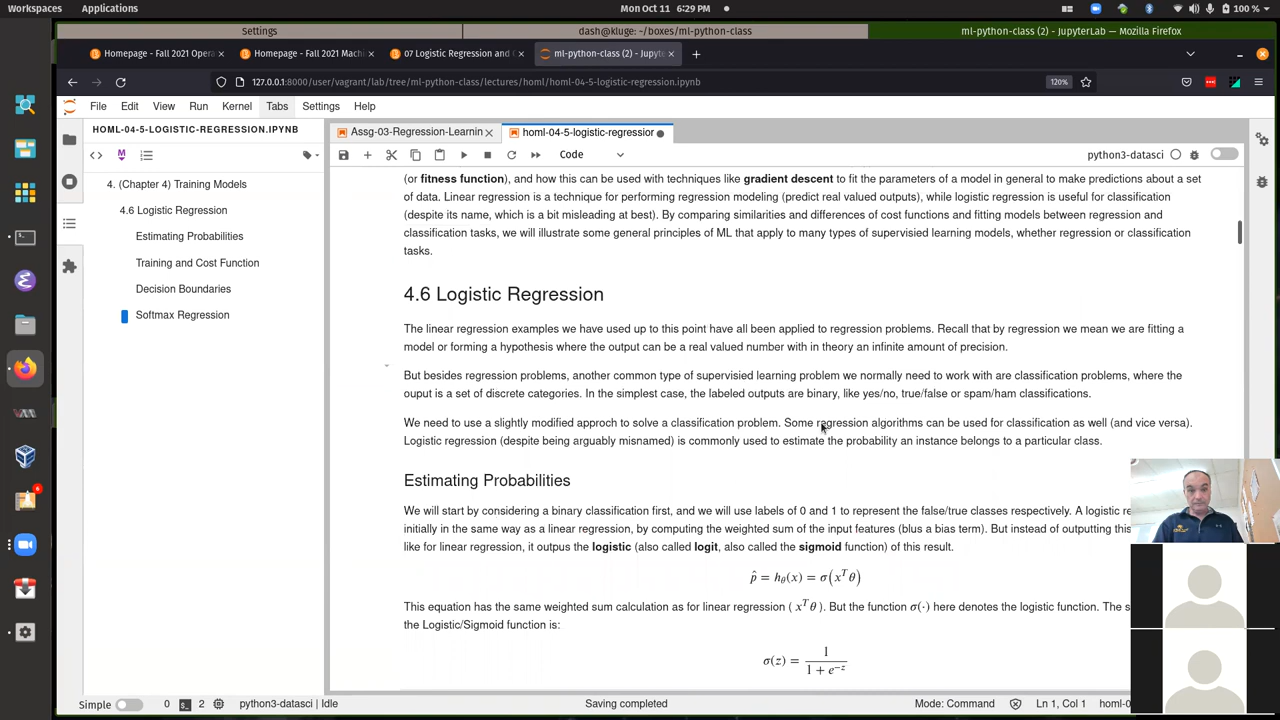 Workspaces
Applications
Mon Oct 11 6:29 PM
100 %
Settings
dash@kluge: ~/boxes/ml-python-class
ml-python-class (2) - JupyterLab — Mozilla Firefox
Homepage - Fall 2021 Opera
Homepage - Fall 2021 Machi
07 Logistic Regression and C
ml-python-class (2) - Jupyte
127.0.0.1:8000/user/vagrant/lab/tree/ml-python-class/lectures/homl/homl-04-5-logistic-regression.ipynb
120%
File Edit View Run Kernel Tabs Settings Help
HOML-04-5-LOGISTIC-REGRESSION.IPYNB
Assg-03-Regression-Learnin
homl-04-5-logistic-regressior
Code
python3-datasci
4. (Chapter 4) Training Models
4.6 Logistic Regression
Estimating Probabilities
Training and Cost Function
Decision Boundaries
Softmax Regression
(or fitness function), and how this can be used with techniques like gradient descent to fit the parameters of a model in general to make predictions about a set
of data. Linear regression is a technique for performing regression modeling (predict real valued outputs), while logistic regression is useful for classification
(despite its name, which is a bit misleading at best). By comparing similarities and differences of cost functions and fitting models between regression and
classification tasks, we will illustrate some general principles of ML that apply to many types of supervisied learning models, whether regression or classification
tasks.
4.6 Logistic Regression
The linear regression examples we have used up to this point have all been applied to regression problems. Recall that by regression we mean we are fitting a
model or forming a hypothesis where the output can be a real valued number with in theory an infinite amount of precision.
But besides regression problems, another common type of supervisied learning problem we normally need to work with are classification problems, where the
ouput is a set of discrete categories. In the simplest case, the labeled outputs are binary, like yes/no, true/false or spam/ham classifications.
We need to use a slightly modified approch to solve a classification problem. Some regression algorithms can be used for classification as well (and vice versa).
Logistic regression (despite being arguably misnamed) is commonly used to estimate the probability an instance belongs to a particular class.
Estimating Probabilities
We will start by considering a binary classification first, and we will use labels of 0 and 1 to represent the false/true classes respectively. A logistic re
initially in the same way as a linear regression, by computing the weighted sum of the input features (blus a bias term). But instead of outputing this
like for linear regression, it outpus the logistic (also called logit, also called the sigmoid function) of this result.
p̂ = hθ(x) = σ(xᵀθ)
This equation has the same weighted sum calculation as for linear regression ( xᵀθ ). But the function σ(·) here denotes the logistic function. The s
the Logistic/Sigmoid function is:
σ(z) = 1 / (1 + e⁻ᶻ)
Simple
0
2
python3-datasci | Idle
Saving completed
Mode: Command
Ln 1, Col 1
homl-0